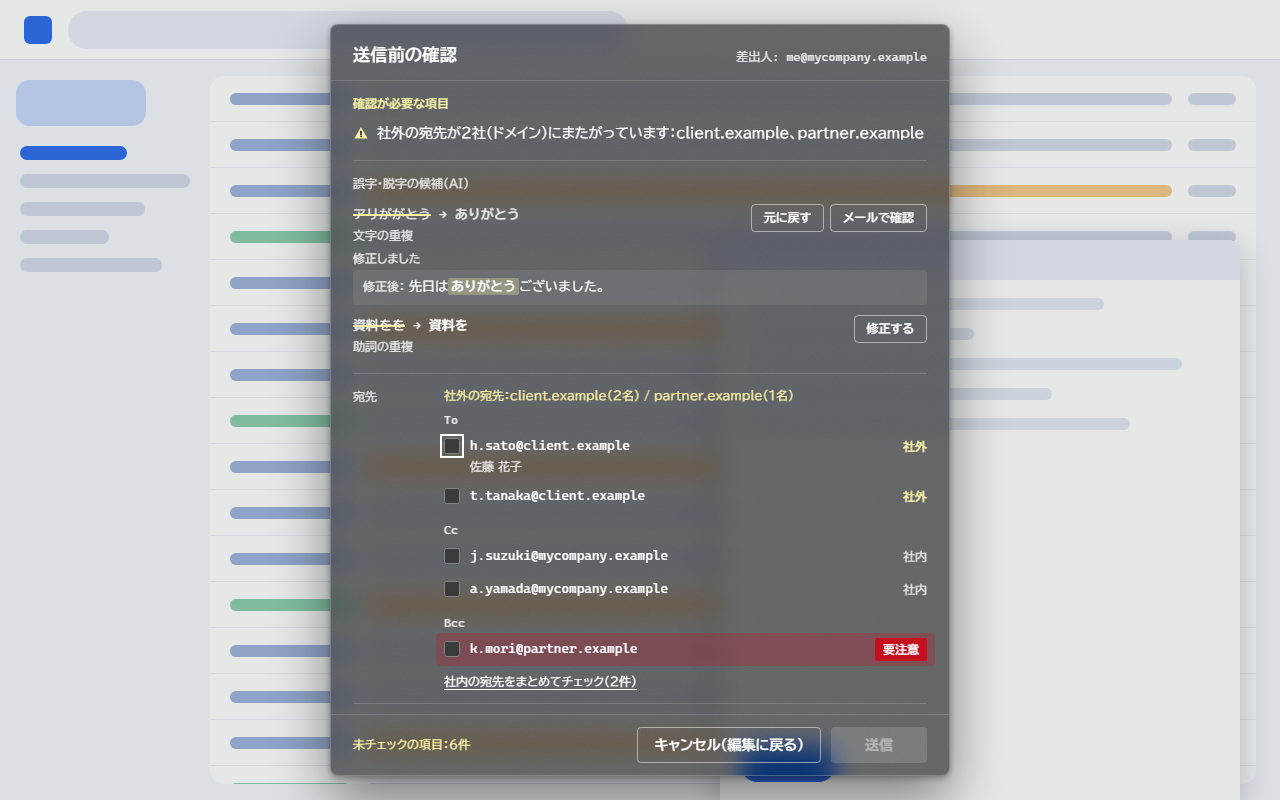 送信前の確認
差出人: me@mycompany.example
確認が必要な項目
社外の宛先が2社(ドメイン)にまたがっています:client.example、partner.example
誤字・脱字の候補(AI)
アリががとう → ありがとう
元に戻す
メールで確認
文字の重複
修正しました
修正後: 先日はありがとうございました。
資料をを → 資料を
修正する
助詞の重複
宛先
社外の宛先:client.example(2名) / partner.example(1名)
To
h.sato@client.example
社外
佐藤 花子
t.tanaka@client.example
社外
Cc
j.suzuki@mycompany.example
社内
a.yamada@mycompany.example
社内
Bcc
k.mori@partner.example
要注意
社内の宛先をまとめてチェック(2件)
未チェックの項目:6件
キャンセル(編集に戻る)
送信